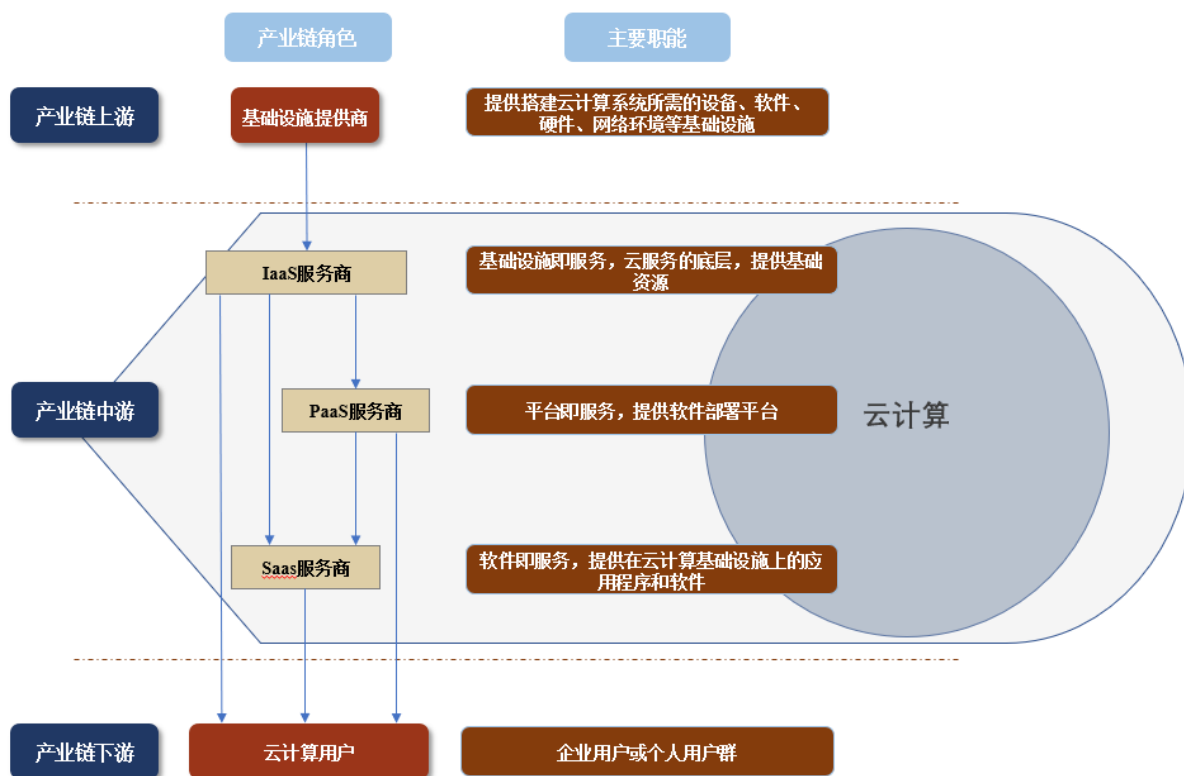 产业链角色
主要职能
产业链上游
基础设施提供商
提供搭建云计算系统所需的设备、软件、
硬件、网络环境等基础设施
IaaS服务商
基础设施即服务，云服务的底层，提供基础
资源
产业链中游
PaaS服务商
平台即服务，提供软件部署平台
云计算
Saas服务商
软件即服务，提供在云计算基础设施上的应
用程序和软件
产业链下游
云计算用户
企业用户或个人用户群